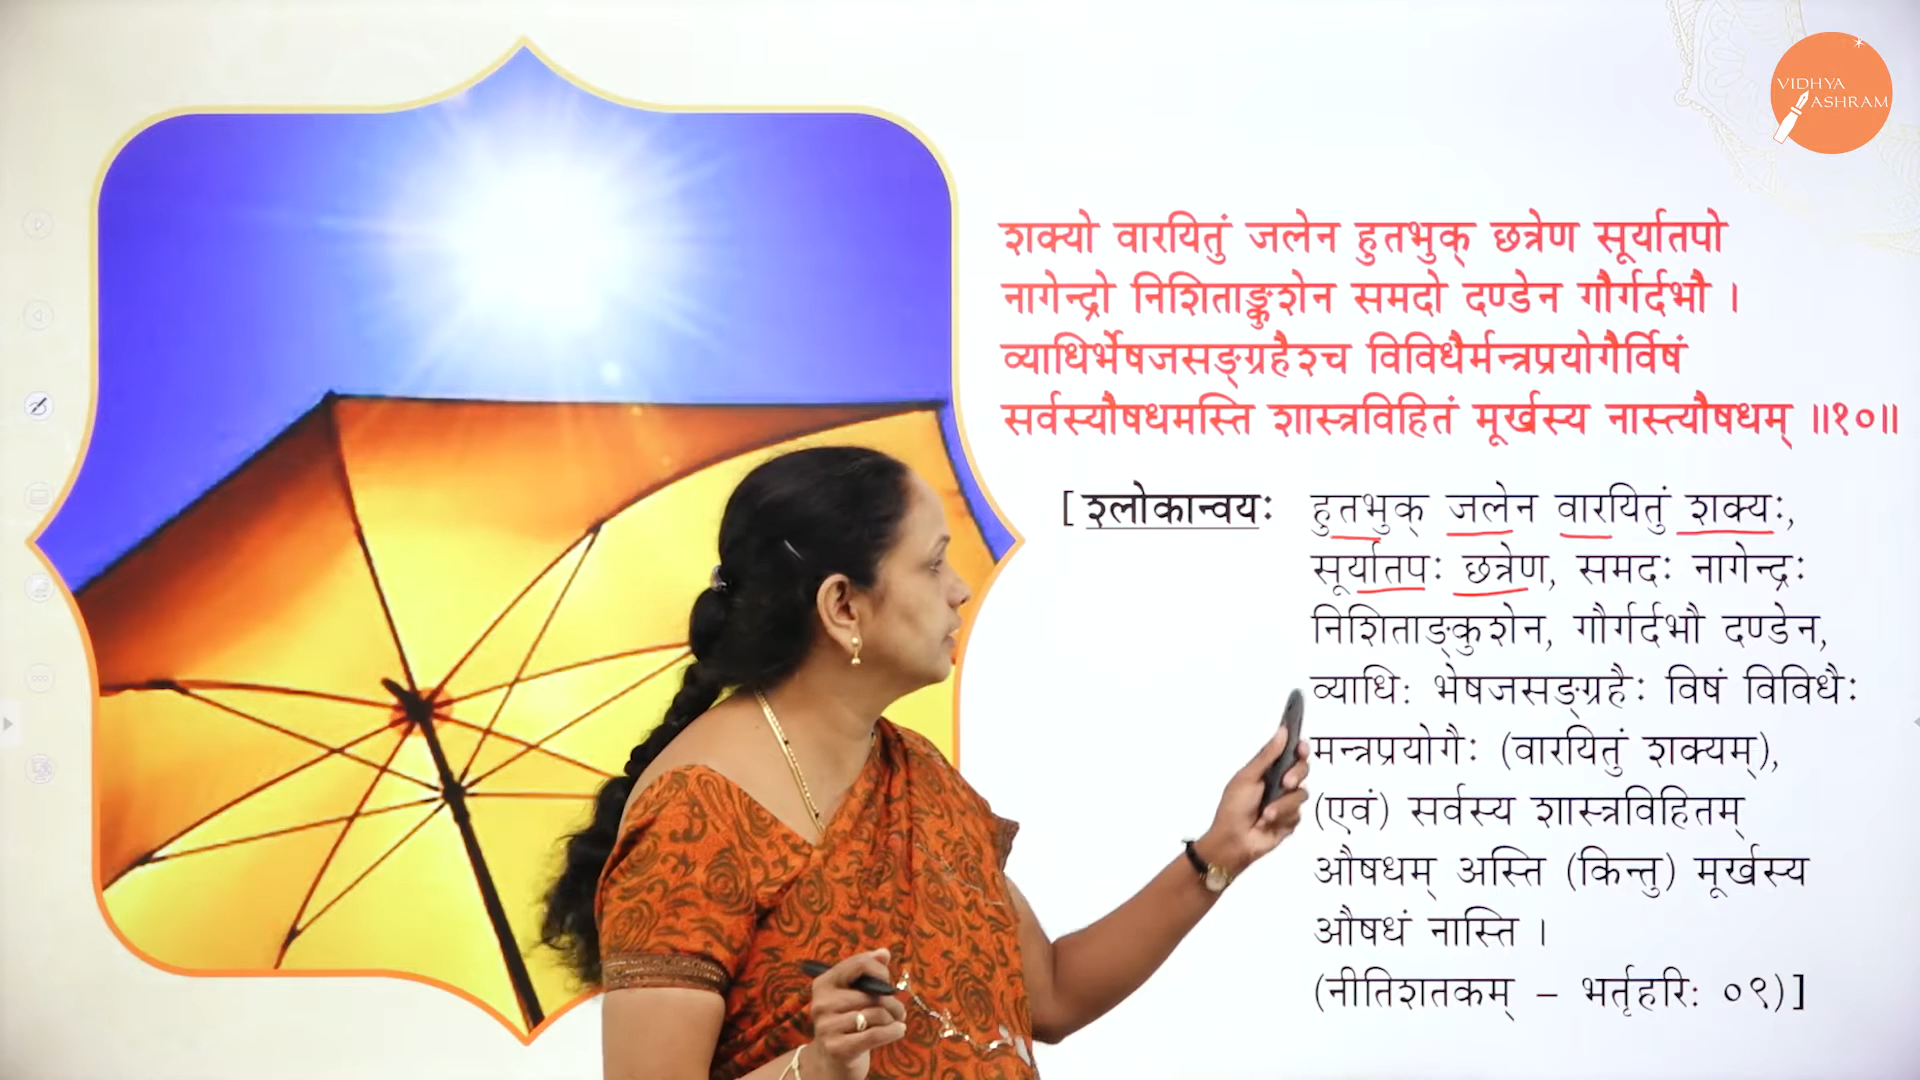 VIDHYA
ASHRAM
शक्यो वारयितुं जलेन हुतभुक् छत्रेण सूर्यातपो
नागेन्द्रो निशिताङ्कुशेन समदो दण्डेन गौर्गर्दभौ ।
व्याधिर्भेषजसङ्ग्रहैश्च विविधैर्मन्त्रप्रयोगैर्विषं
सर्वस्यौषधमस्ति शास्त्रविहितं मूर्खस्य नास्त्यौषधम् ॥१०॥
[ श्लोकान्वयः हुतभुक् जलेन वारयितुं शक्यः,
सूर्यातपः छत्रेण, समदः नागेन्द्रः
निशिताङ्कुशेन, गौर्गर्दभौ दण्डेन,
व्याधिः भेषजसङ्ग्रहैः विषं विविधैः
मन्त्रप्रयोगैः (वारयितुं शक्यम्),
(एवं) सर्वस्य शास्त्रविहितम्
औषधम् अस्ति (किन्तु) मूर्खस्य
औषधं नास्ति ।
(नीतिशतकम् – भर्तृहरिः ०९)]